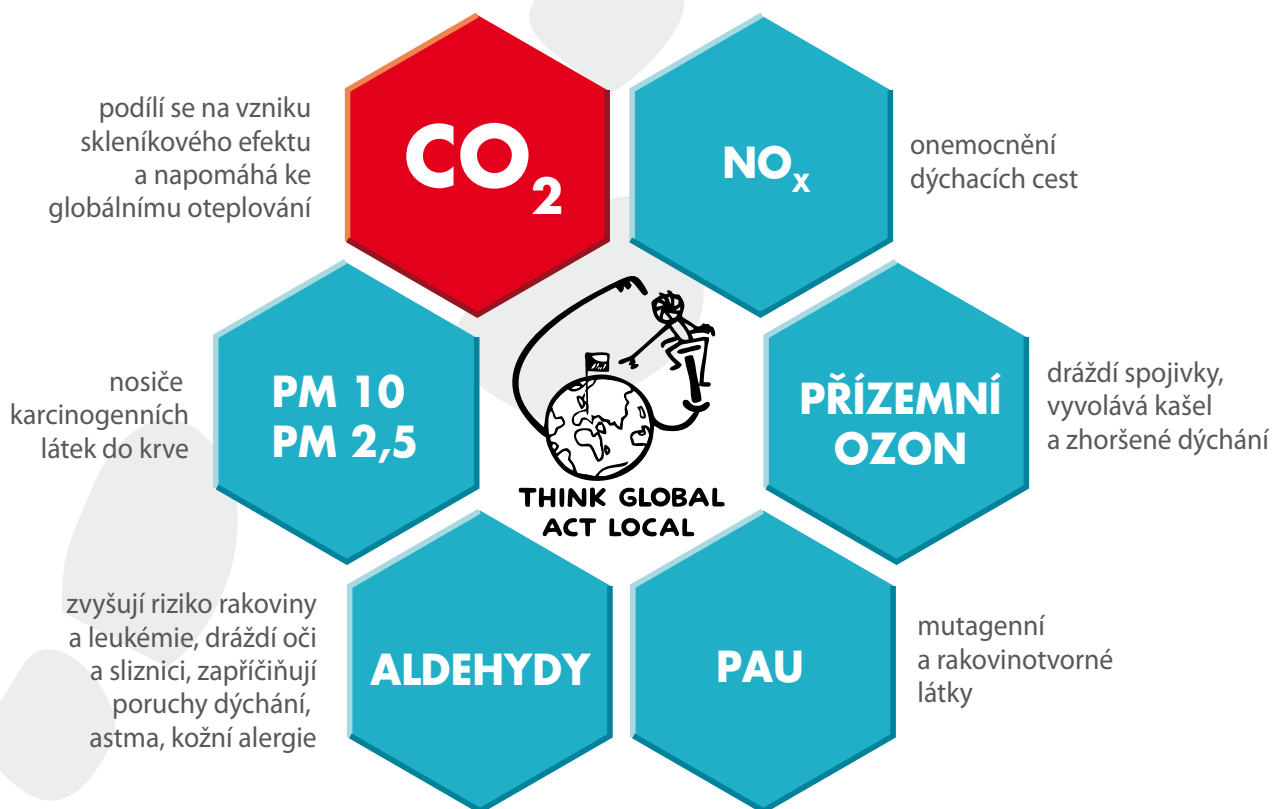 podílí se na vzniku
skleníkového efektu
a napomáhá ke
globálnímu oteplování
CO₂
NOₓ
onemocnění
dýchacích cest
nosiče
karcinogenních
látek do krve
PM 10
PM 2,5
THINK GLOBAL
ACT LOCAL
PŘÍZEMNÍ
OZON
dráždí spojivky,
vyvolává kašel
a zhoršené dýchání
zvyšují riziko rakoviny
a leukémie, dráždí oči
a sliznici, zapříčiňují
poruchy dýchání,
astma, kožní alergie
ALDEHYDY
PAU
mutagenní
a rakovinotvorné
látky